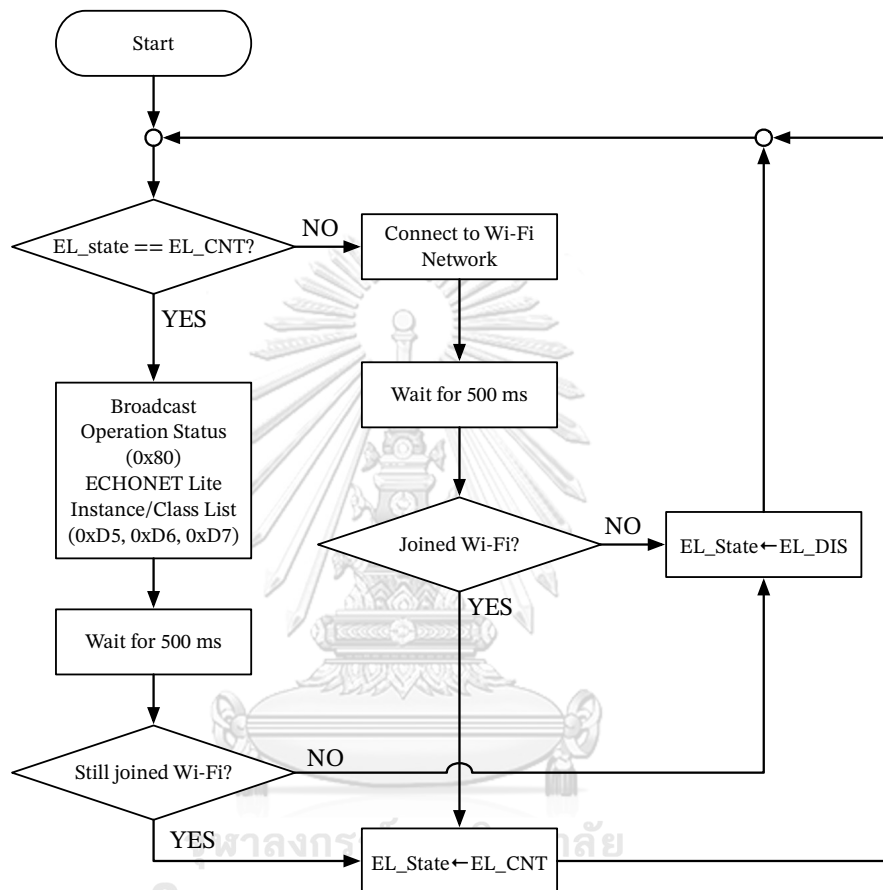 Start
EL_state == EL_CNT?
NO
Connect to Wi-Fi
Network
YES
Broadcast
Operation Status
(0x80)
ECHONET Lite
Instance/Class List
(0xD5, 0xD6, 0xD7)
Wait for 500 ms
Joined Wi-Fi?
NO
EL_State←EL_DIS
YES
Wait for 500 ms
Still joined Wi-Fi?
NO
YES
EL_State←EL_CNT